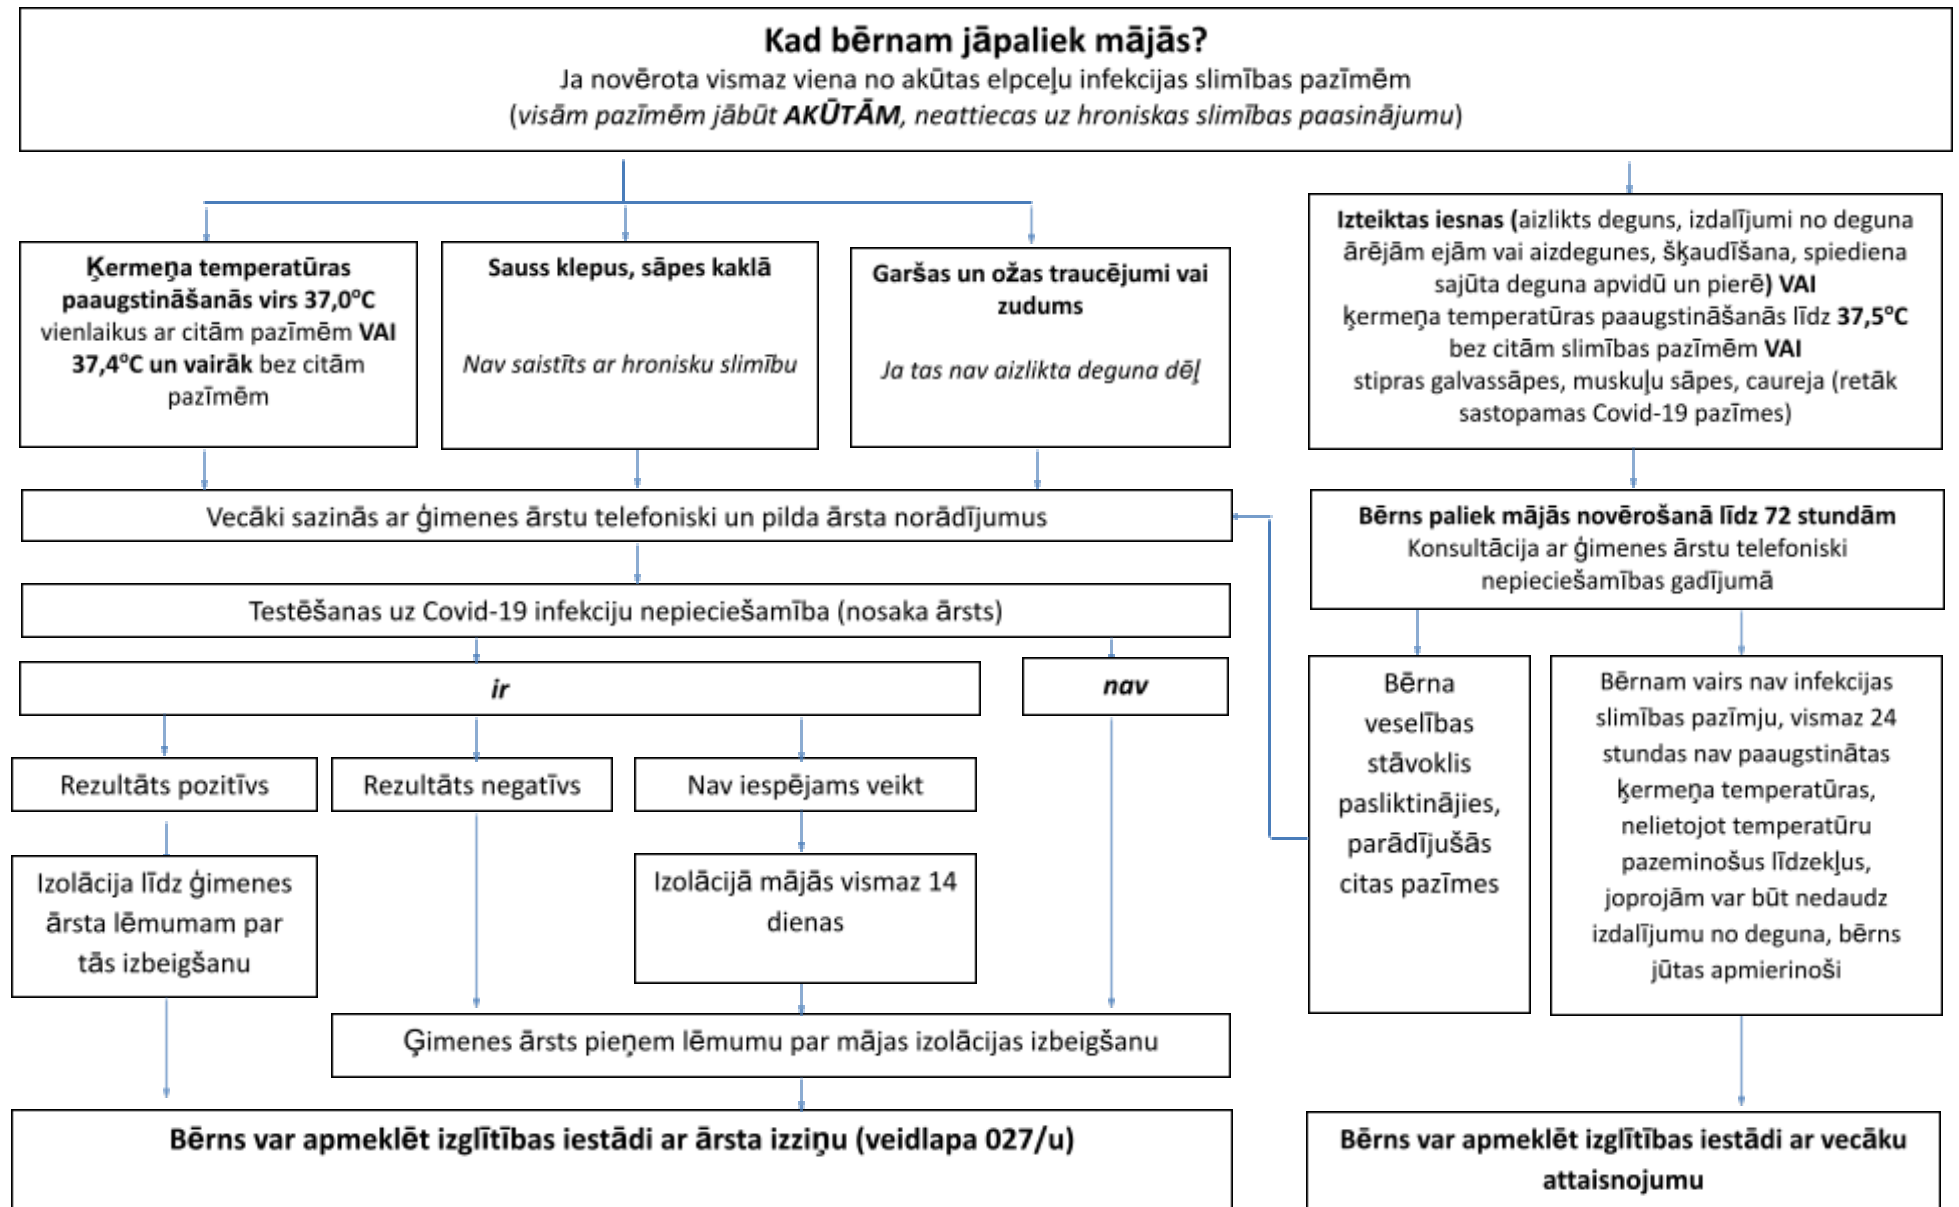 Kad bērnam jāpaliek mājās?
Ja novērota vismaz viena no akūtas elpceļu infekcijas slimības pazīmēm
(visām pazīmēm jābūt AKŪTĀM, neattiecas uz hroniskas slimības paasinājumu)
Ķermeņa temperatūras
paaugstināšanās virs 37,0°C
vienlaikus ar citām pazīmēm VAI
37,4°C un vairāk bez citām
pazīmēm
Sauss klepus, sāpes kaklā
Nav saistīts ar hronisku slimību
Garšas un ožas traucējumi vai
zudums
Ja tas nav aizlikta deguna dēļ
Izteiktas iesnas (aizlikts deguns, izdalījumi no deguna
ārējām ejām vai aizdegunes, šķaudīšana, spiediena
sajūta deguna apvidū un pierē) VAI
ķermeņa temperatūras paaugstināšanās līdz 37,5°C
bez citām slimības pazīmēm VAI
stipras galvassāpes, muskuļu sāpes, caureja (retāk
sastopamas Covid-19 pazīmes)
Vecāki sazinās ar ģimenes ārstu telefoniski un pilda ārsta norādījumus
Bērns paliek mājās novērošanā līdz 72 stundām
Konsultācija ar ģimenes ārstu telefoniski
nepieciešamības gadījumā
Testēšanas uz Covid-19 infekciju nepieciešamība (nosaka ārsts)
ir
nav
Rezultāts pozitīvs
Rezultāts negatīvs
Nav iespējams veikt
Izolācija līdz ģimenes
ārsta lēmumam par
tās izbeigšanu
Izolācijā mājās vismaz 14
dienas
Bērna
veselības
stāvoklis
pasliktinājies,
parādījušās
citas pazīmes
Bērnam vairs nav infekcijas
slimības pazīmju, vismaz 24
stundas nav paaugstinātas
ķermeņa temperatūras,
nelietojot temperatūru
pazeminošus līdzekļus,
joprojām var būt nedaudz
izdalījumu no deguna, bērns
jūtas apmierinoši
Ģimenes ārsts pieņem lēmumu par mājas izolācijas izbeigšanu
Bērns var apmeklēt izglītības iestādi ar ārsta izziņu (veidlapa 027/u)
Bērns var apmeklēt izglītības iestādi ar vecāku
attaisnojumu